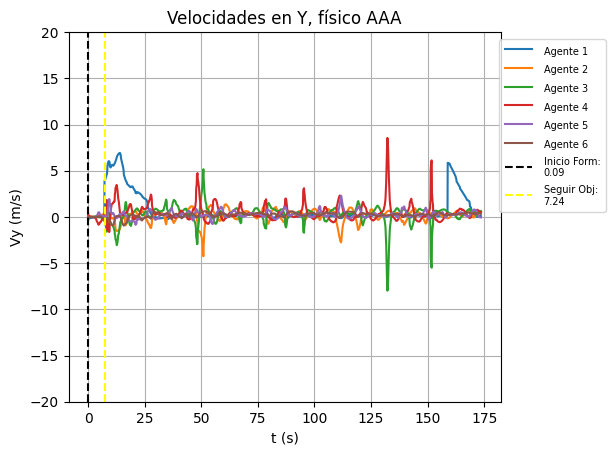 Velocidades en Y, físico AAA
20
15
10
5
0
−5
−10
−15
−20
Vy (m/s)
0
25
50
75
100
125
150
175
t (s)
Agente 1
Agente 2
Agente 3
Agente 4
Agente 5
Agente 6
Inicio Form:
0.09
Seguir Obj:
7.24